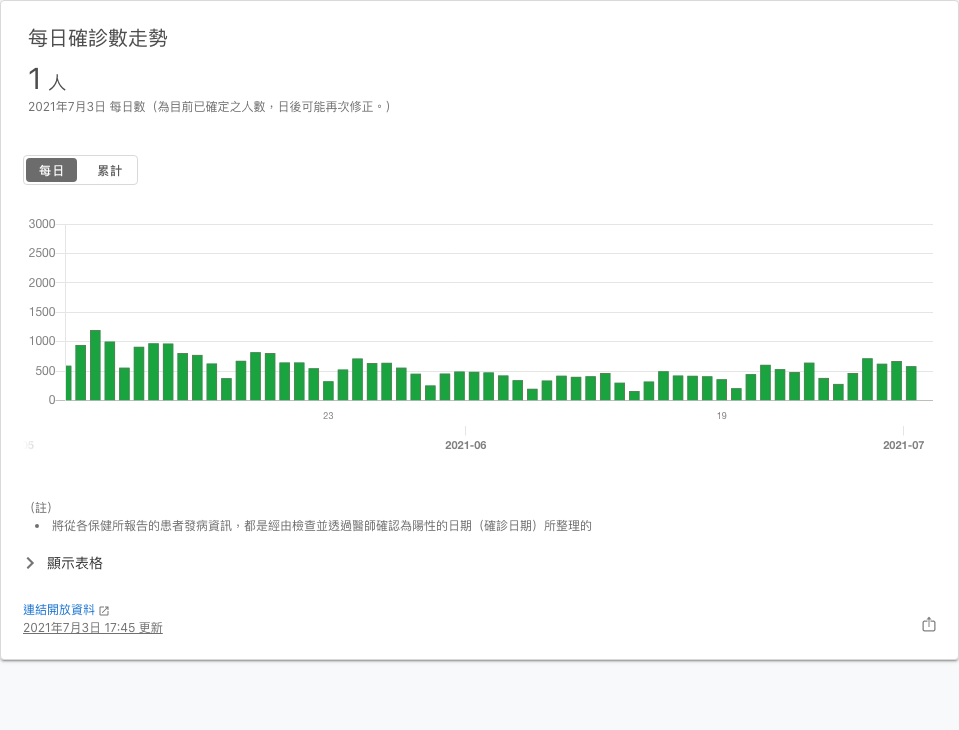 每日確診數走勢
1 人
2021年7月3日 每日數（為目前已確定之人數，日後可能再次修正。）
每日 累計
3000
2500
2000
1500
1000
500
0
23 19
2021-06 2021-07
（註）
• 將從各保健所報告的患者發病資訊，都是經由檢查並透過醫師確認為陽性的日期（確診日期）所整理的
顯示表格
連結開放資料
2021年7月3日 17:45 更新